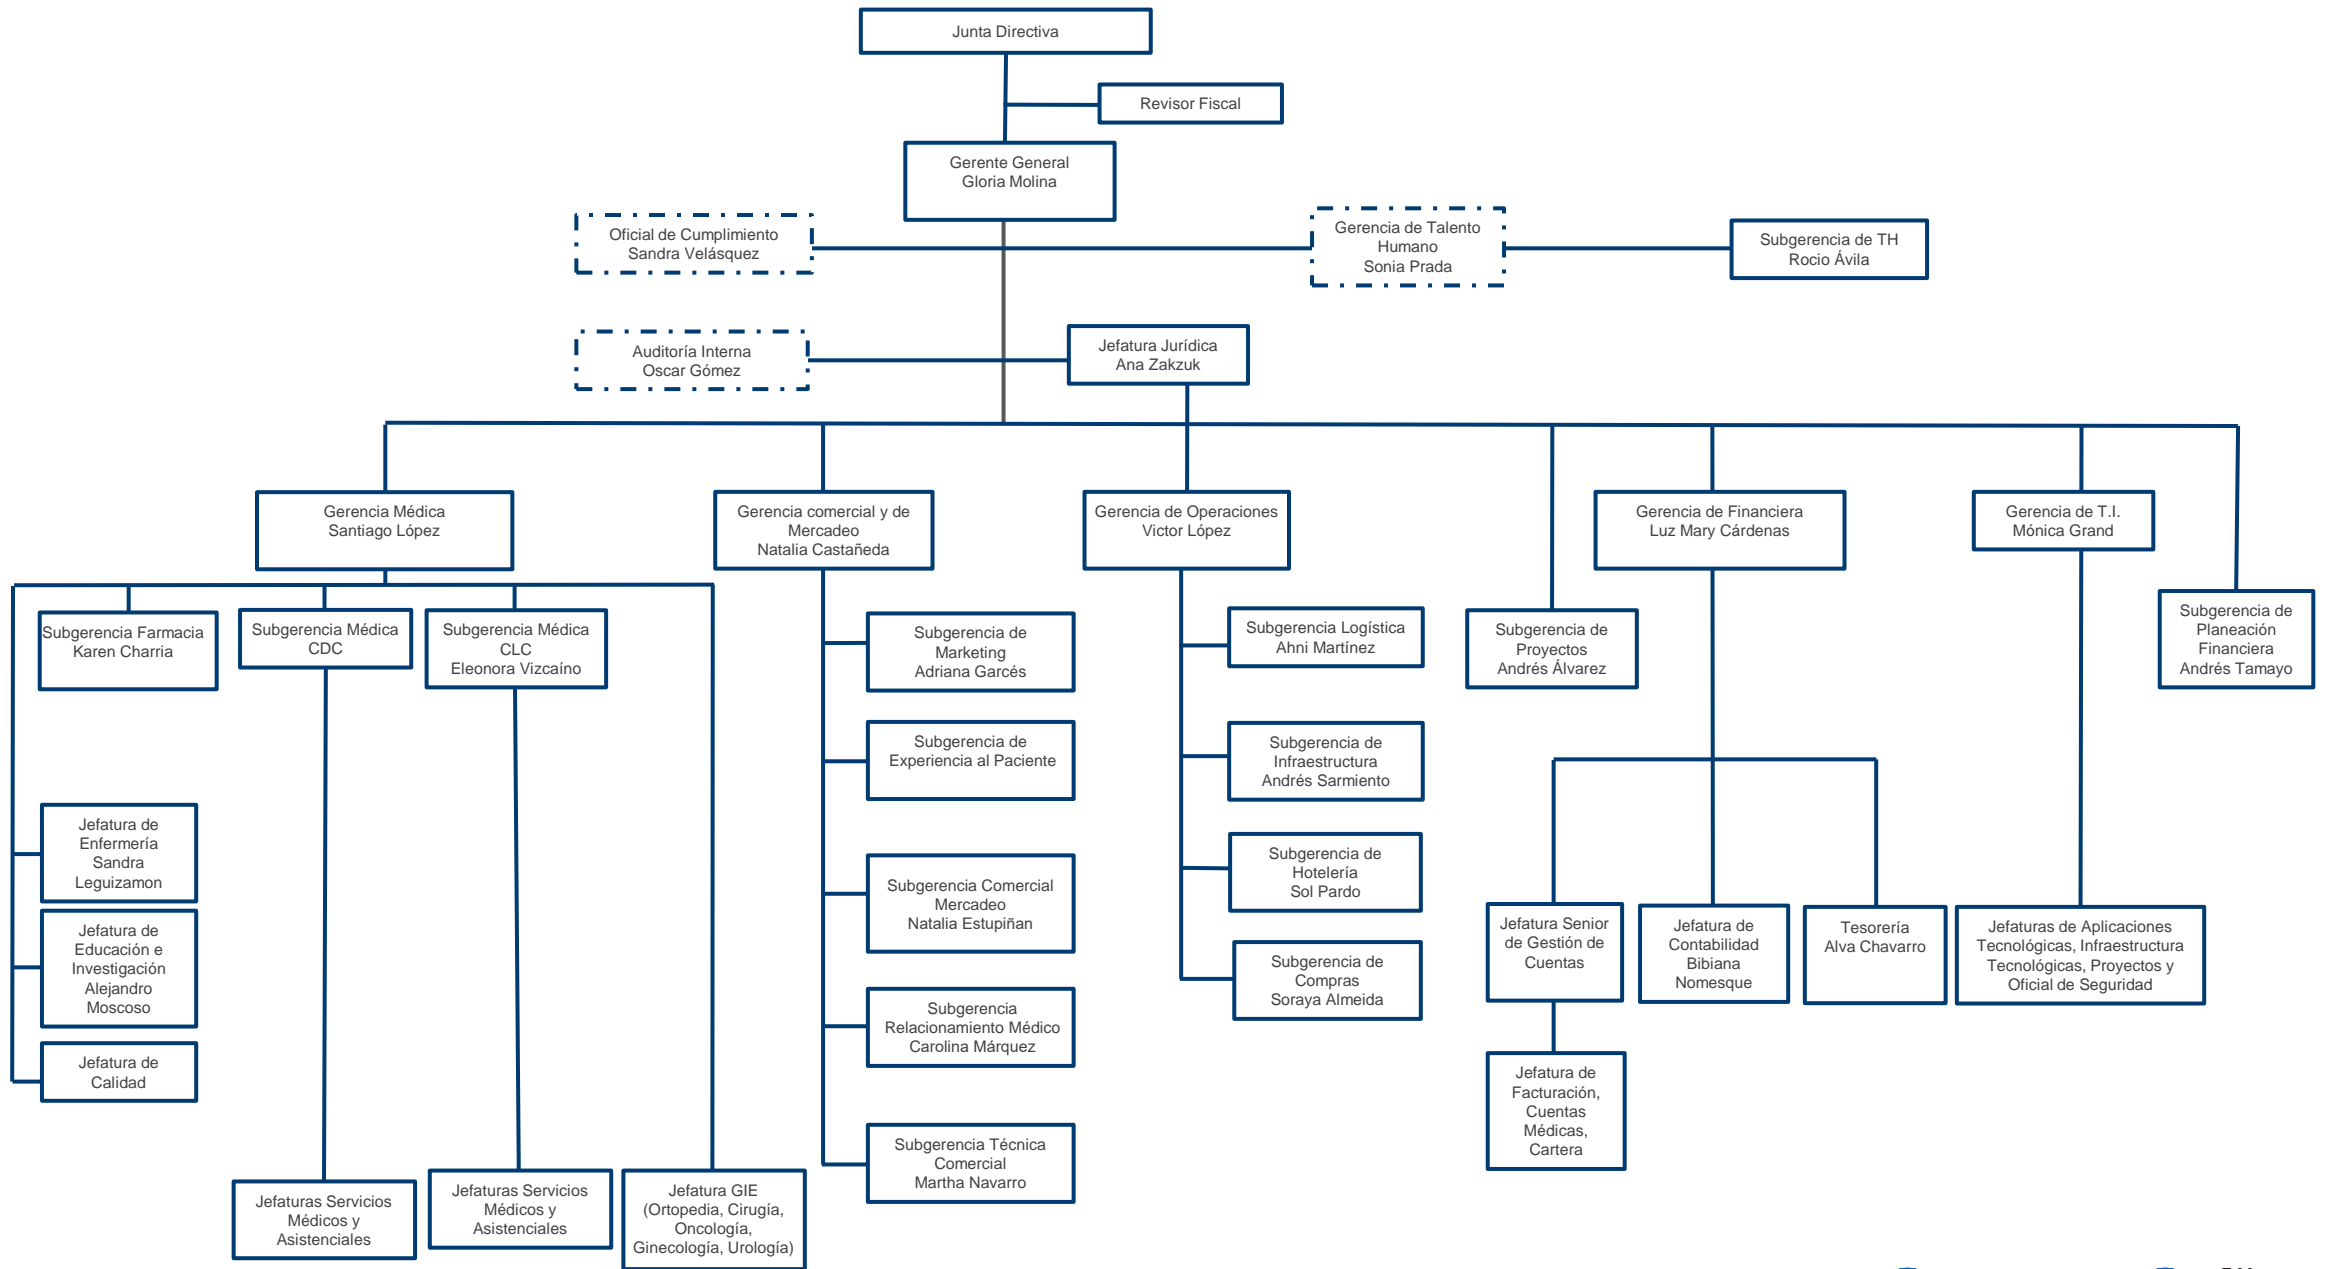 Junta Directiva
Revisor Fiscal
Gerente General
Gloria Molina
Oficial de Cumplimiento
Sandra Velásquez
Gerencia de Talento
Humano
Sonia Prada
Subgerencia de TH
Rocio Ávila
Auditoría Interna
Oscar Gómez
Jefatura Jurídica
Ana Zakzuk
Gerencia Médica
Santiago López
Gerencia comercial y de
Mercadeo
Natalia Castañeda
Gerencia de Operaciones
Victor López
Gerencia de Financiera
Luz Mary Cárdenas
Gerencia de T.I.
Mónica Grand
Subgerencia Farmacia
Karen Charria
Subgerencia Médica
CDC
Subgerencia Médica
CLC
Eleonora Vizcaíno
Subgerencia de
Marketing
Adriana Garcés
Subgerencia Logística
Ahni Martínez
Subgerencia de
Proyectos
Andrés Álvarez
Subgerencia de
Planeación
Financiera
Andrés Tamayo
Subgerencia de
Experiencia al Paciente
Subgerencia de
Infraestructura
Andrés Sarmiento
Jefatura de
Enfermería
Sandra
Leguizamon
Subgerencia Comercial
Mercadeo
Natalia Estupiñan
Subgerencia de
Hotelería
Sol Pardo
Jefatura de
Educación e
Investigación
Alejandro
Moscoso
Subgerencia de
Compras
Soraya Almeida
Jefatura Senior
de Gestión de
Cuentas
Jefatura de
Contabilidad
Bibiana
Nomesque
Tesorería
Alva Chavarro
Jefaturas de Aplicaciones
Tecnológicas, Infraestructura
Tecnológicas, Proyectos y
Oficial de Seguridad
Jefatura de
Calidad
Subgerencia
Relacionamiento Médico
Carolina Márquez
Jefatura de
Facturación,
Cuentas
Médicas,
Cartera
Subgerencia Técnica
Comercial
Martha Navarro
Jefaturas Servicios
Médicos y
Asistenciales
Jefaturas Servicios
Médicos y
Asistenciales
Jefatura GIE
(Ortopedia, Cirugía,
Oncología,
Ginecología, Urología)